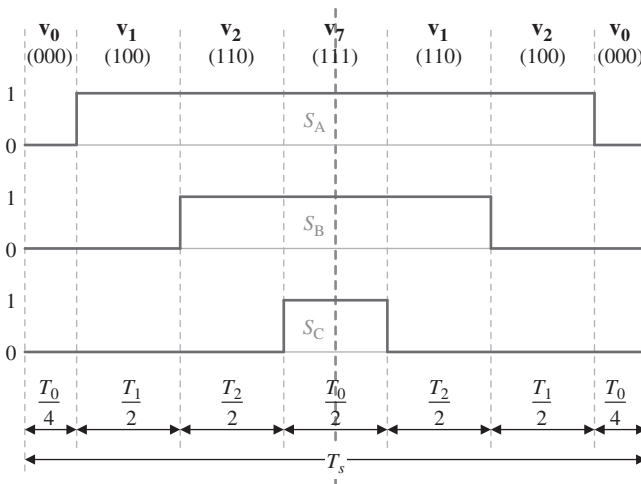 v0 v1 v2 v7 v1 v2 v0
(000) (100) (110) (111) (110) (100) (000)
1
SA
0
1
SB
0
1
SC
0
T0/4 T1/2 T2/2 T0/2 T2/2 T1/2 T0/4
Ts